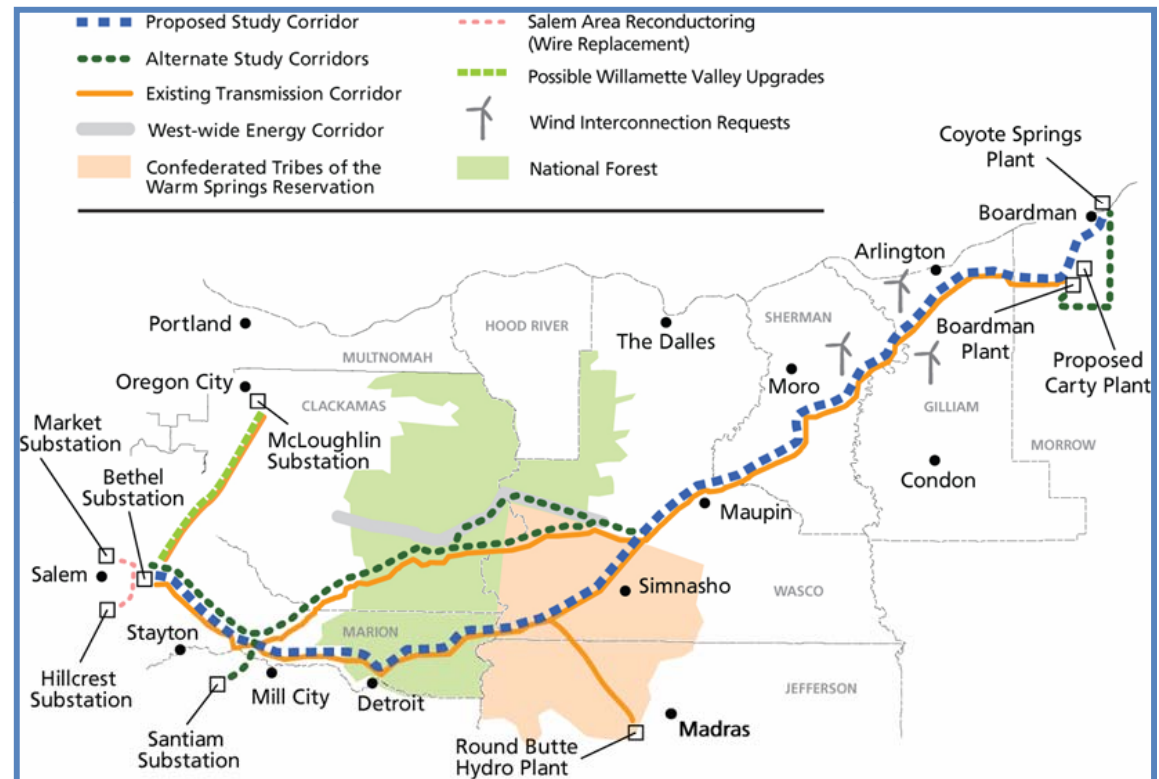 Proposed Study Corridor
Alternate Study Corridors
Existing Transmission Corridor
West-wide Energy Corridor
Confederated Tribes of the
Warm Springs Reservation
Salem Area Reconductoring
(Wire Replacement)
Possible Willamette Valley Upgrades
Wind Interconnection Requests
National Forest
Coyote Springs
Plant
Boardman
Arlington
Portland
HOOD RIVER
The Dalles
SHERMAN
Boardman
Plant
MULTNOMAH
Proposed
Carty Plant
Oregon City
Moro
CLACKAMAS
GILLIAM
Market
Substation
McLoughlin
Substation
MORROW
Bethel
Substation
Condon
Maupin
Salem
Simnasho
WASCO
Stayton
MARION
Hillcrest
Substation
Mill City
Detroit
JEFFERSON
Santiam
Substation
Madras
Round Butte
Hydro Plant